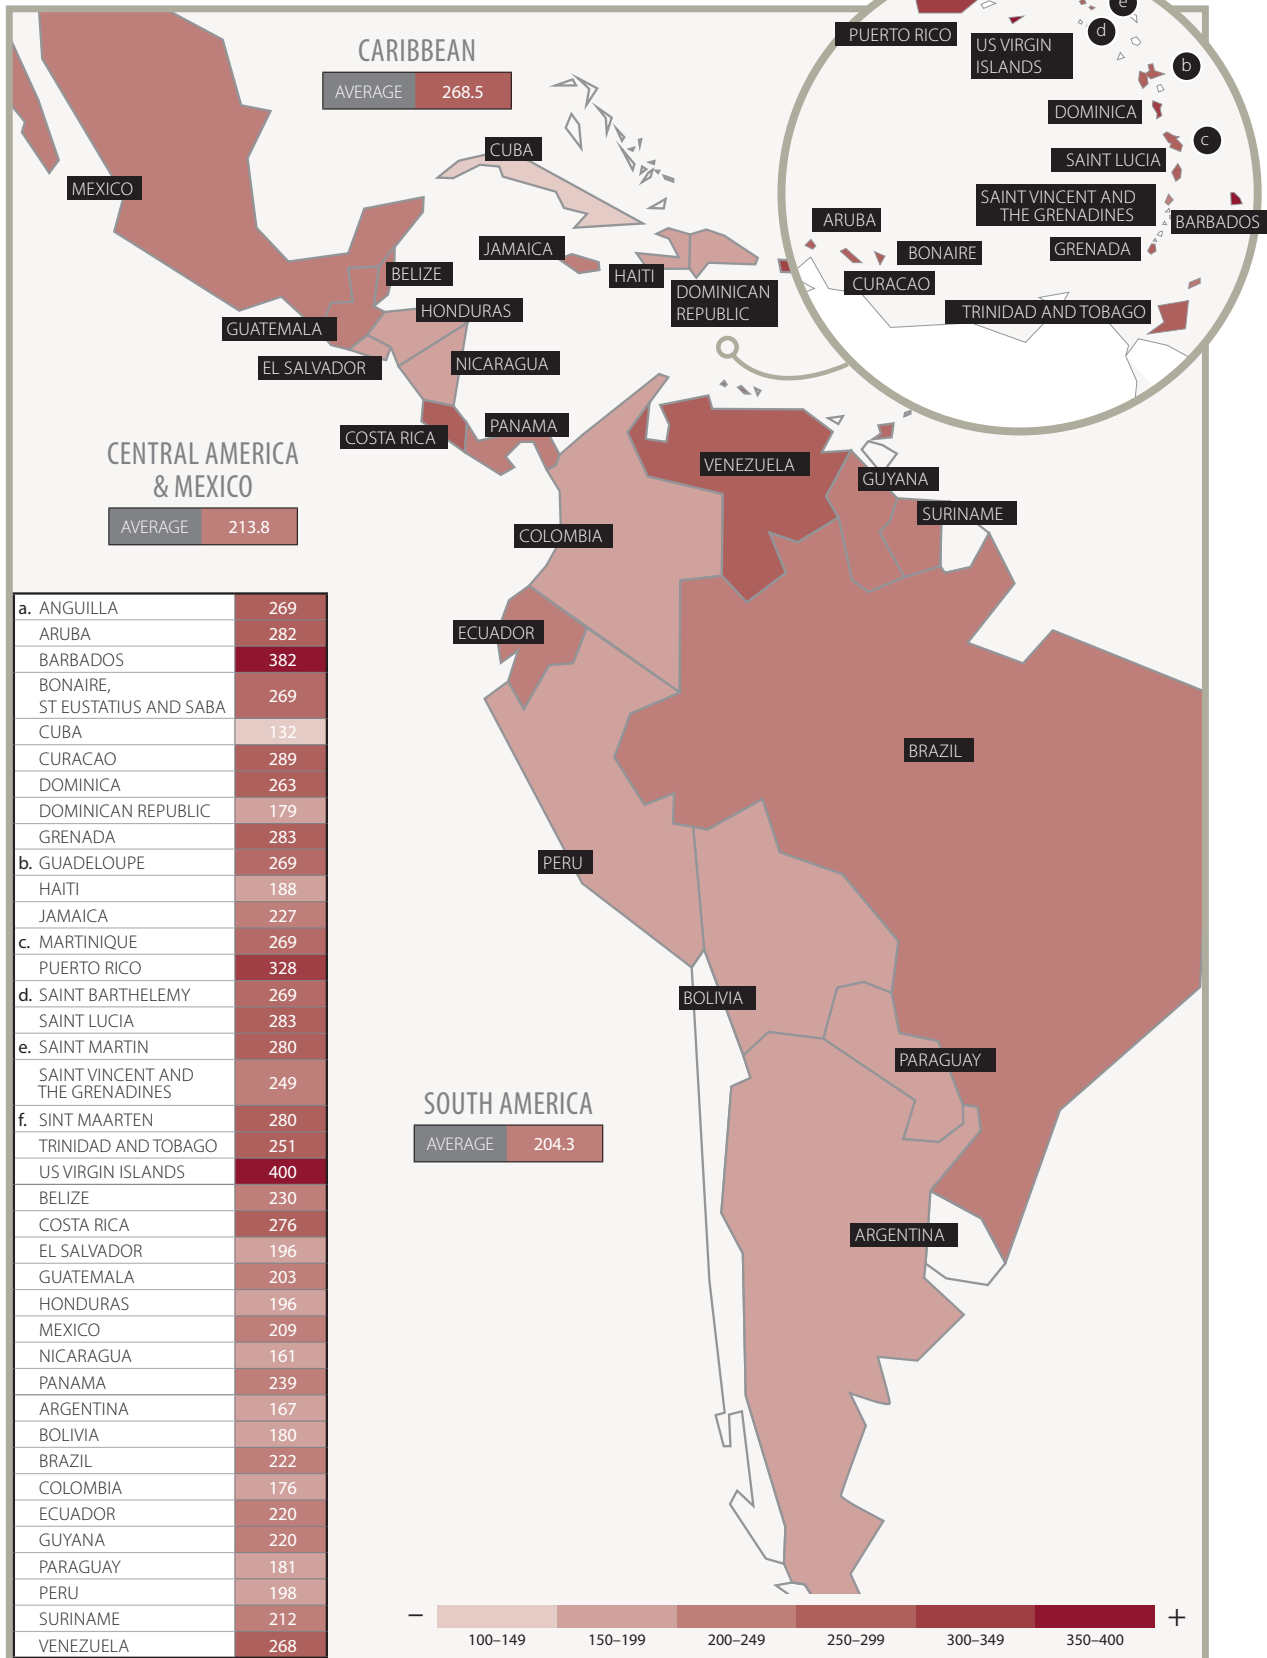 CARIBBEAN
AVERAGE 268.5
PUERTO RICO
US VIRGIN
ISLANDS
e
d
b
DOMINICA
c
SAINT LUCIA
SAINT VINCENT AND
THE GRENADINES
BARBADOS
ARUBA
BONAIRE
GRENADA
CURACAO
TRINIDAD AND TOBAGO
CUBA
MEXICO
JAMAICA
HAITI
DOMINICAN
REPUBLIC
BELIZE
HONDURAS
GUATEMALA
EL SALVADOR
NICARAGUA
COSTA RICA
PANAMA
CENTRAL AMERICA
& MEXICO
AVERAGE 213.8
VENEZUELA
GUYANA
SURINAME
COLOMBIA
ECUADOR
BRAZIL
PERU
BOLIVIA
PARAGUAY
SOUTH AMERICA
AVERAGE 204.3
ARGENTINA
a. ANGUILLA 269
ARUBA 282
BARBADOS 382
BONAIRE,
ST EUSTATIUS AND SABA 269
CUBA 132
CURACAO 289
DOMINICA 263
DOMINICAN REPUBLIC 179
GRENADA 283
b. GUADELOUPE 269
HAITI 188
JAMAICA 227
c. MARTINIQUE 269
PUERTO RICO 328
d. SAINT BARTHELEMY 269
SAINT LUCIA 283
e. SAINT MARTIN 280
SAINT VINCENT AND
THE GRENADINES 249
f. SINT MAARTEN 280
TRINIDAD AND TOBAGO 251
US VIRGIN ISLANDS 400
BELIZE 230
COSTA RICA 276
EL SALVADOR 196
GUATEMALA 203
HONDURAS 196
MEXICO 209
NICARAGUA 161
PANAMA 239
ARGENTINA 167
BOLIVIA 180
BRAZIL 222
COLOMBIA 176
ECUADOR 220
GUYANA 220
PARAGUAY 181
PERU 198
SURINAME 212
VENEZUELA 268
– +
100–149 150–199 200–249 250–299 300–349 350–400